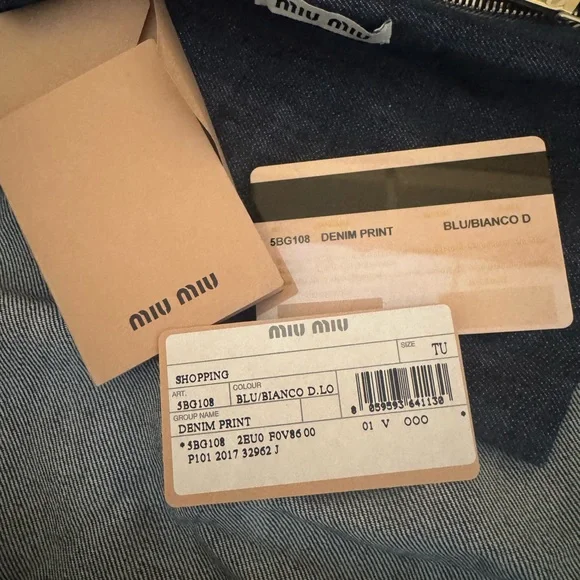 miu miu
miu miu
5BG108 DENIM PRINT BLU/BIANCO D
miu miu
SHOPPING
SIZE TU
ART. 5BG108 COLOUR BLU/BIANCO D.LO
GROUP NAME
DENIM PRINT
8 059593 641130
•5BG108 2EU0 F0V86 00 01 V OOO •
P101 2017 32962 J